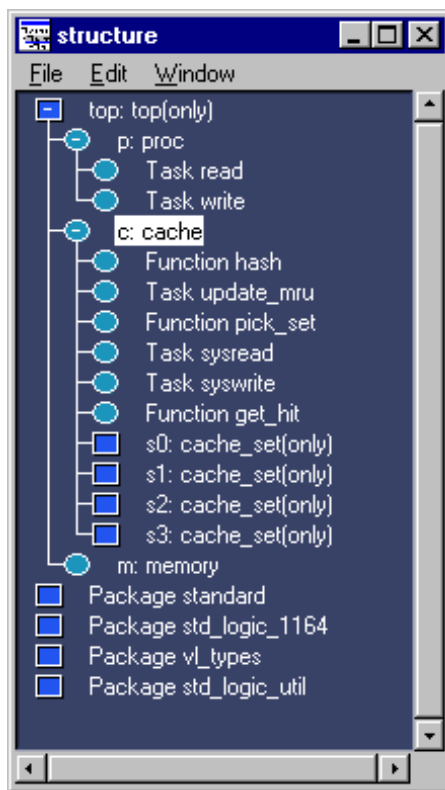 structure
File Edit Window
top: top(only)
p: proc
Task read
Task write
c: cache
Function hash
Task update_mru
Function pick_set
Task sysread
Task syswrite
Function get_hit
s0: cache_set(only)
s1: cache_set(only)
s2: cache_set(only)
s3: cache_set(only)
m: memory
Package standard
Package std_logic_1164
Package vl_types
Package std_logic_util